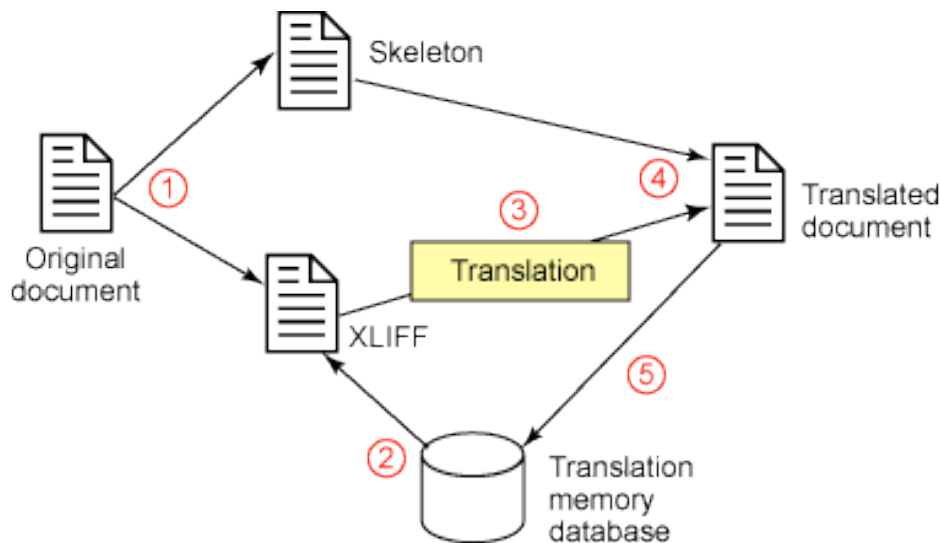 Skeleton
1
4
3
Translated
document
Original
document
Translation
XLIFF
5
2
Translation
memory
database